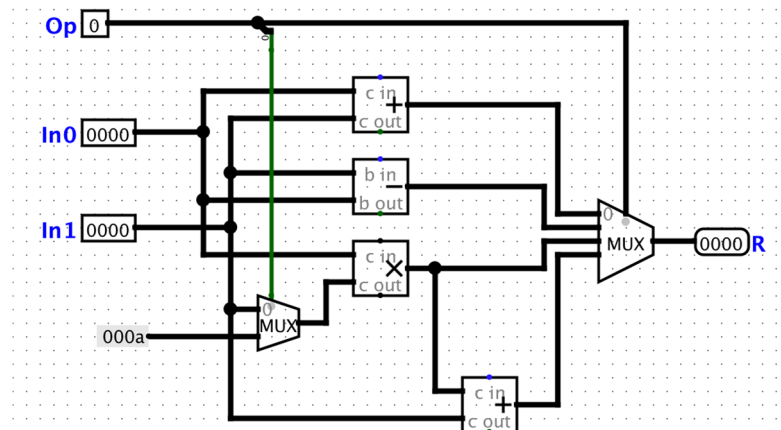 Op 0
0
c in
+
c out
In0 0000
b in
−
b out
In1 0000
0
MUX
0000 R
c in
×
c out
0
MUX
000a
c in
+
c out